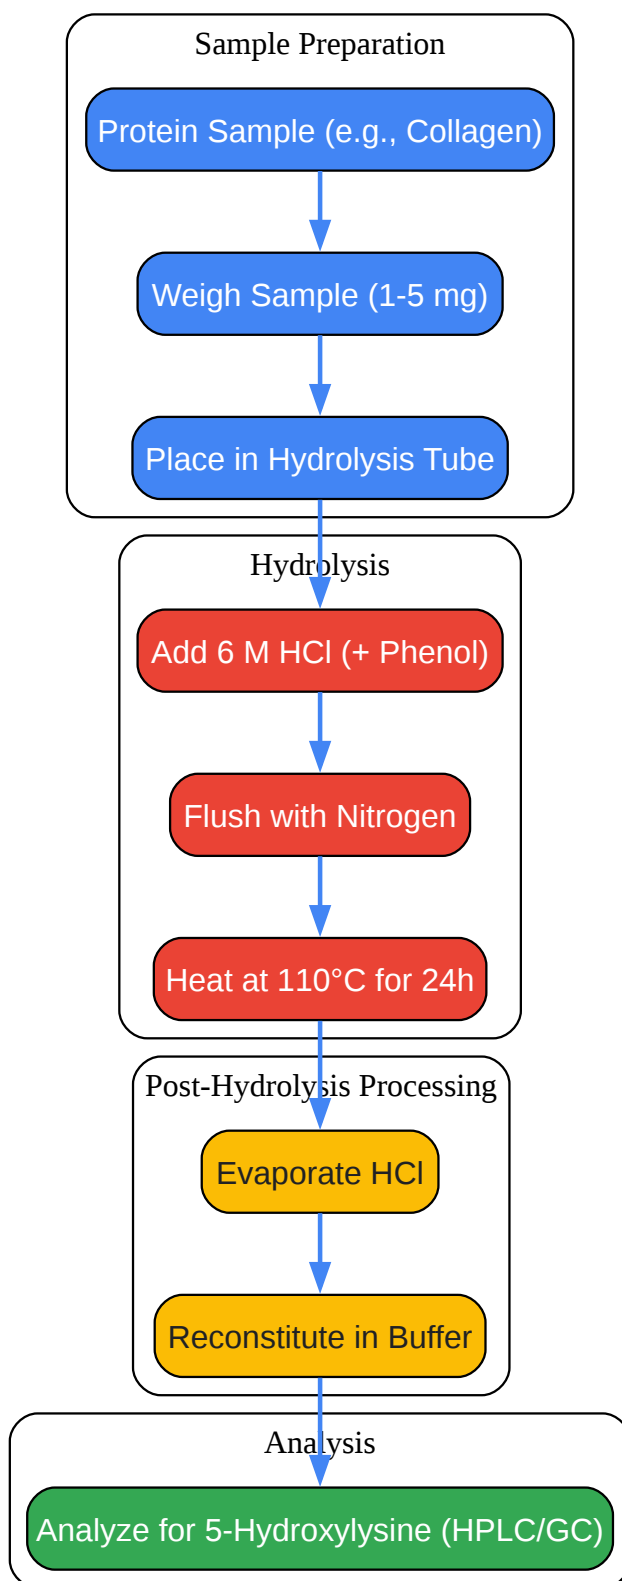 Sample Preparation
Protein Sample (e.g., Collagen)
Weigh Sample (1-5 mg)
Place in Hydrolysis Tube
Hydrolysis
Add 6 M HCl (+ Phenol)
Flush with Nitrogen
Heat at 110°C for 24h
Post-Hydrolysis Processing
Evaporate HCl
Reconstitute in Buffer
Analysis
Analyze for 5-Hydroxylysine (HPLC/GC)